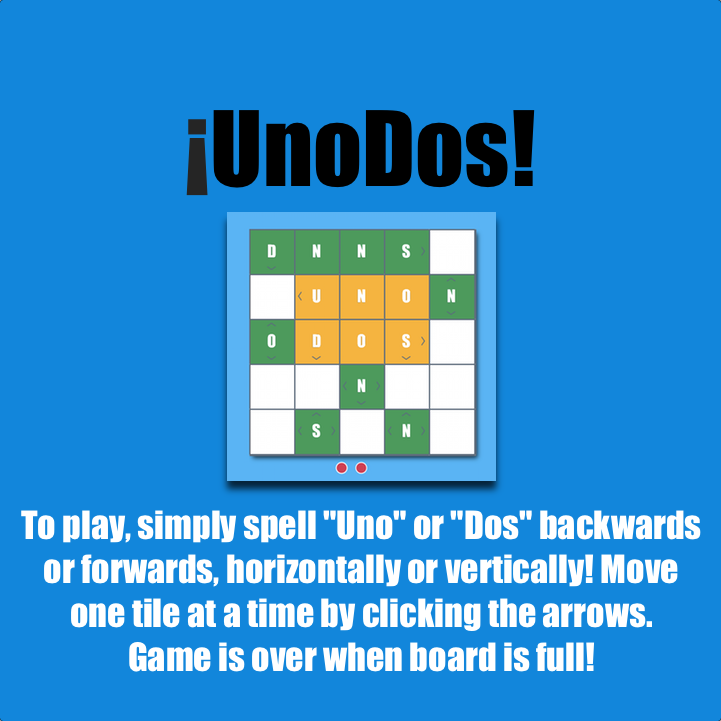 ¡UnoDos!
D N N S
U N O N
O D O S
N
S N
To play, simply spell "Uno" or "Dos" backwards
or forwards, horizontally or vertically! Move
one tile at a time by clicking the arrows.
Game is over when board is full!